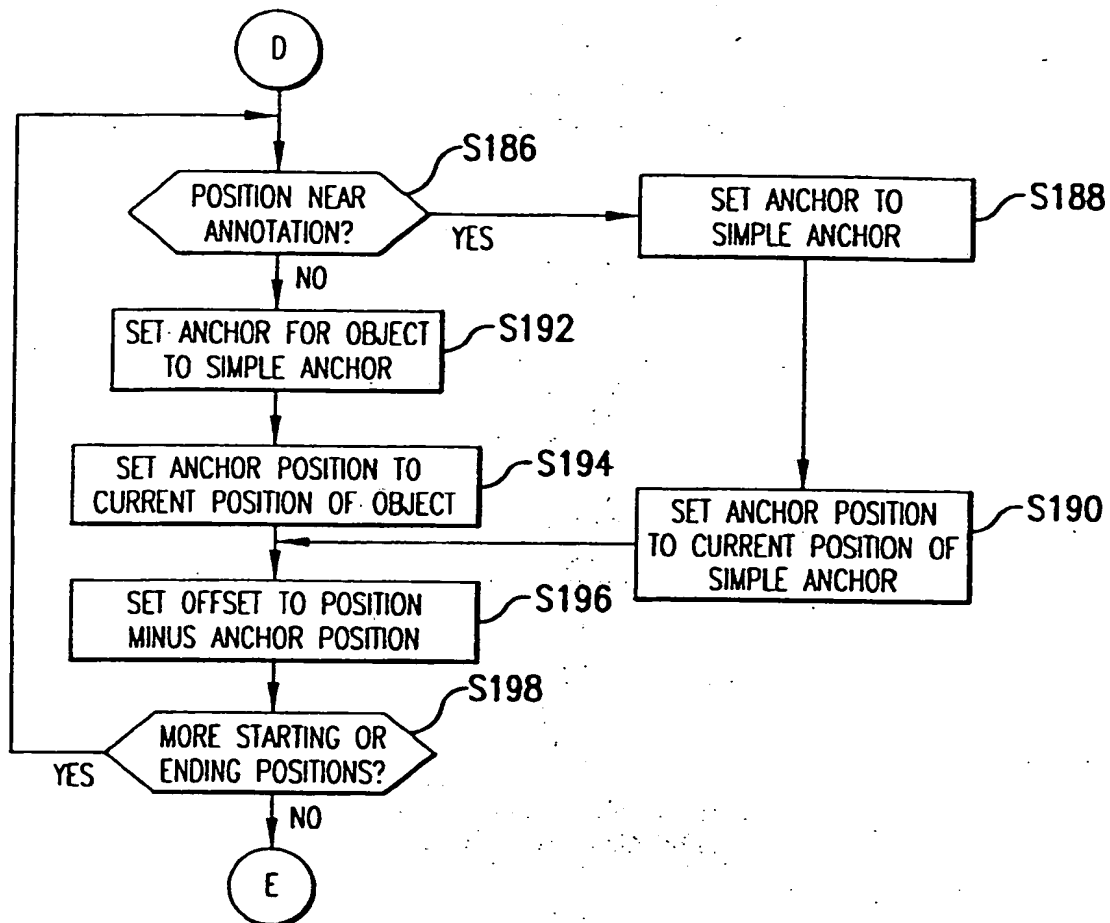 D
S186
POSITION NEAR
ANNOTATION?
YES
NO
SET ANCHOR TO
SIMPLE ANCHOR
S188
SET ANCHOR FOR OBJECT
TO SIMPLE ANCHOR
S192
SET ANCHOR POSITION TO
CURRENT POSITION OF OBJECT
S194
SET ANCHOR POSITION
TO CURRENT POSITION OF
SIMPLE ANCHOR
S190
SET OFFSET TO POSITION
MINUS ANCHOR POSITION
S196
S198
MORE STARTING OR
ENDING POSITIONS?
YES
NO
E